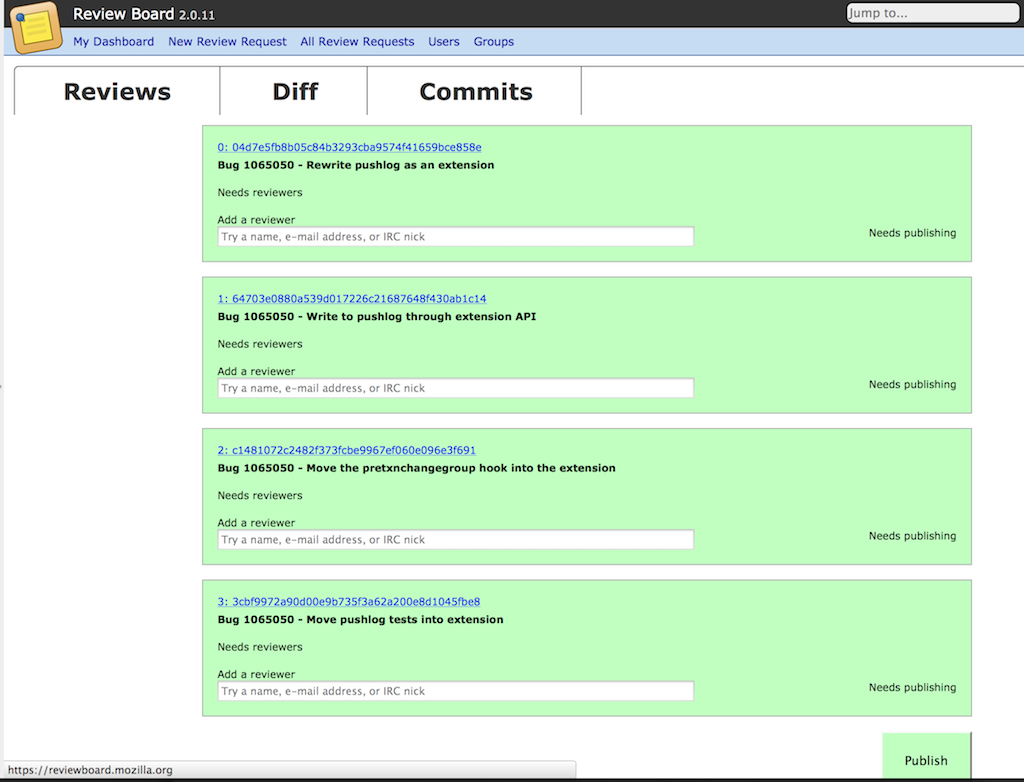 Review Board 2.0.11
Jump to...
My Dashboard New Review Request All Review Requests Users Groups
Reviews Diff Commits
0: 04d7e5fb8b05c84b3293cba9574f41659bce858e
Bug 1065050 - Rewrite pushlog as an extension
Needs reviewers
Add a reviewer
Try a name, e-mail address, or IRC nick
Needs publishing
1: 64703e0880a539d017226c21687648f430ab1c14
Bug 1065050 - Write to pushlog through extension API
Needs reviewers
Add a reviewer
Try a name, e-mail address, or IRC nick
Needs publishing
2: c1481072c2482f373fcbe9967ef060e096e3f691
Bug 1065050 - Move the pretxnchangegroup hook into the extension
Needs reviewers
Add a reviewer
Try a name, e-mail address, or IRC nick
Needs publishing
3: 3cbf9972a90d00e9b735f3a62a200e8d1045fbe8
Bug 1065050 - Move pushlog tests into extension
Needs reviewers
Add a reviewer
Try a name, e-mail address, or IRC nick
Needs publishing
Publish
https://reviewboard.mozilla.org